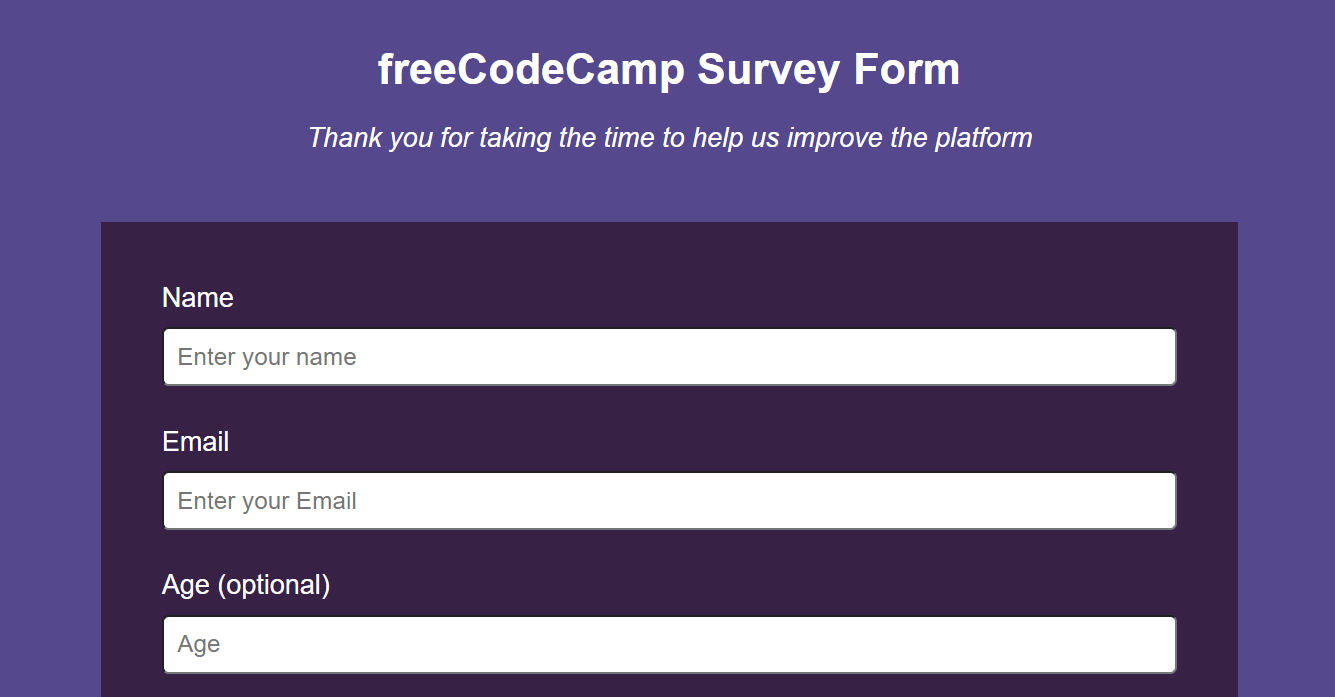 freeCodeCamp Survey Form
Thank you for taking the time to help us improve the platform
Name
Enter your name
Email
Enter your Email
Age (optional)
Age